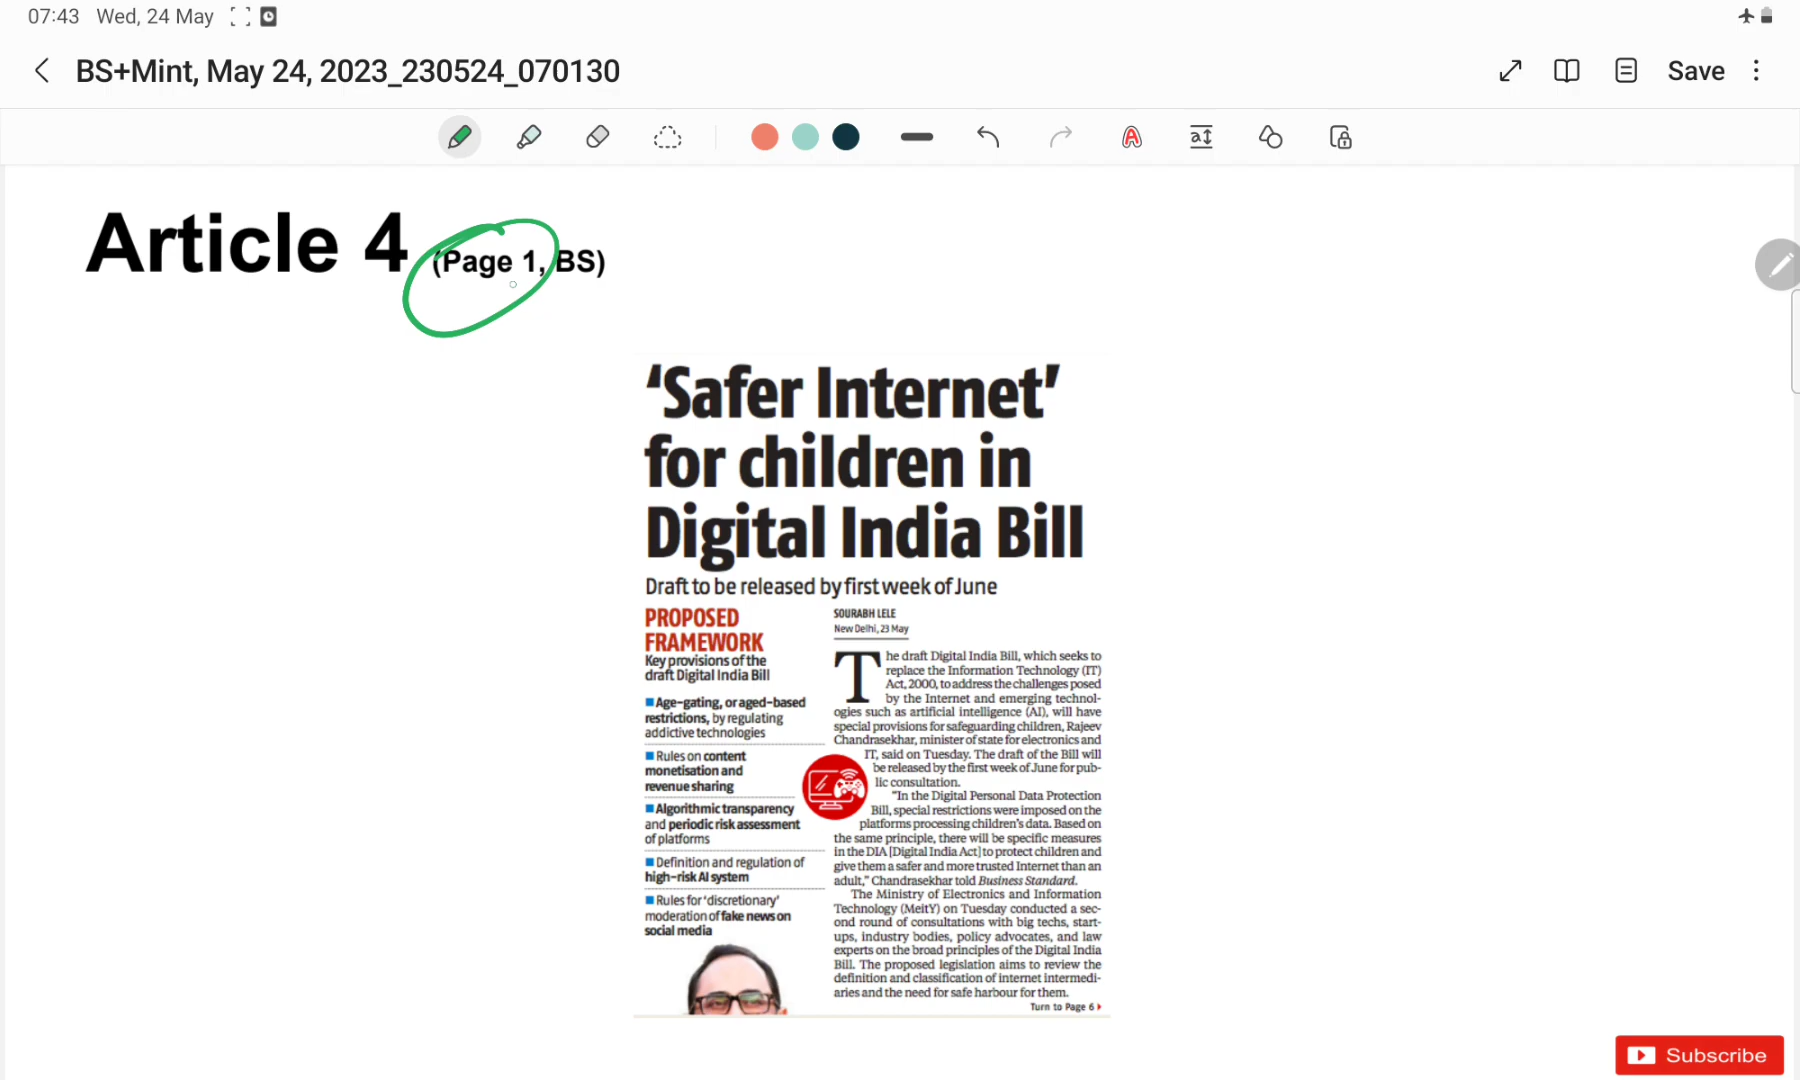 07:43 Wed, 24 May
BS+Mint, May 24, 2023_230524_070130
Save
Article 4 (Page 1, BS)
‘Safer Internet’
for children in
Digital India Bill
Draft to be released by first week of June
PROPOSED
FRAMEWORK
Key provisions of the
draft Digital India Bill
Age-gating, or aged-based
restrictions, by regulating
addictive technologies
Rules on content
monetisation and
revenue sharing
Algorithmic transparency
and periodic risk assessment
of platforms
Definition and regulation of
high-risk AI system
Rules for ‘discretionary’
moderation of fake news on
social media
SOURABH LELE
New Delhi, 23 May
The draft Digital India Bill, which seeks to
replace the Information Technology (IT)
Act, 2000, to address the challenges posed
by the Internet and emerging technol-
ogies such as artificial intelligence (AI), will have
special provisions for safeguarding children, Rajeev
Chandrasekhar, minister of state for electronics and
IT, said on Tuesday. The draft of the Bill will
be released by the first week of June for pub-
lic consultation.
“In the Digital Personal Data Protection
Bill, special restrictions were imposed on the
platforms processing children’s data. Based on
the same principle, there will be specific measures
in the DIA [Digital India Act] to protect children and
give them a safer and more trusted Internet than an
adult,” Chandrasekhar told Business Standard.
The Ministry of Electronics and Information
Technology (MeitY) on Tuesday conducted a sec-
ond round of consultations with big techs, start-
ups, industry bodies, policy advocates, and law
experts on the broad principles of the Digital India
Bill. The proposed legislation aims to review the
definition and classification of internet intermedi-
aries and the need for safe harbour for them.
Turn to Page 6
Subscribe